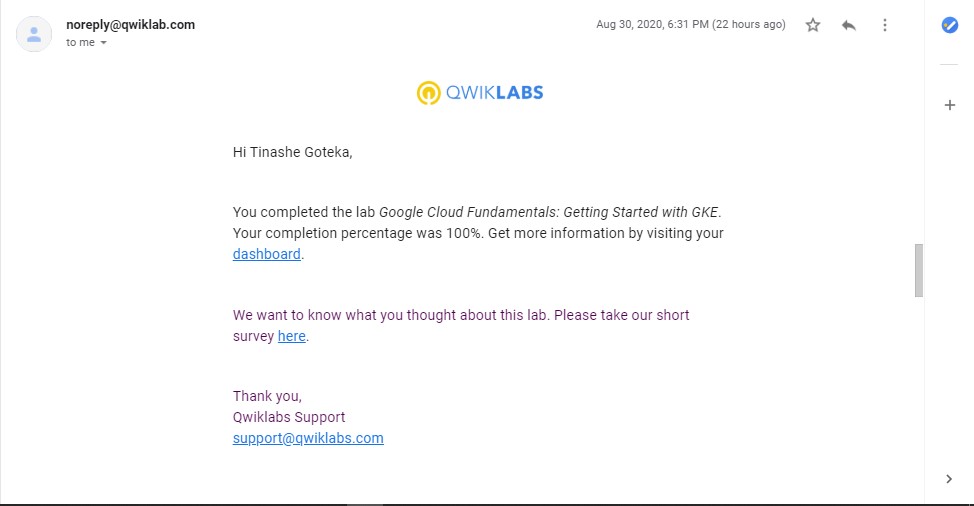 noreply@qwiklab.com
Aug 30, 2020, 6:31 PM (22 hours ago)
to me
QWIKLABS
Hi Tinashe Goteka,
You completed the lab Google Cloud Fundamentals: Getting Started with GKE.
Your completion percentage was 100%. Get more information by visiting your
dashboard.
We want to know what you thought about this lab. Please take our short
survey here.
Thank you,
Qwiklabs Support
support@qwiklabs.com